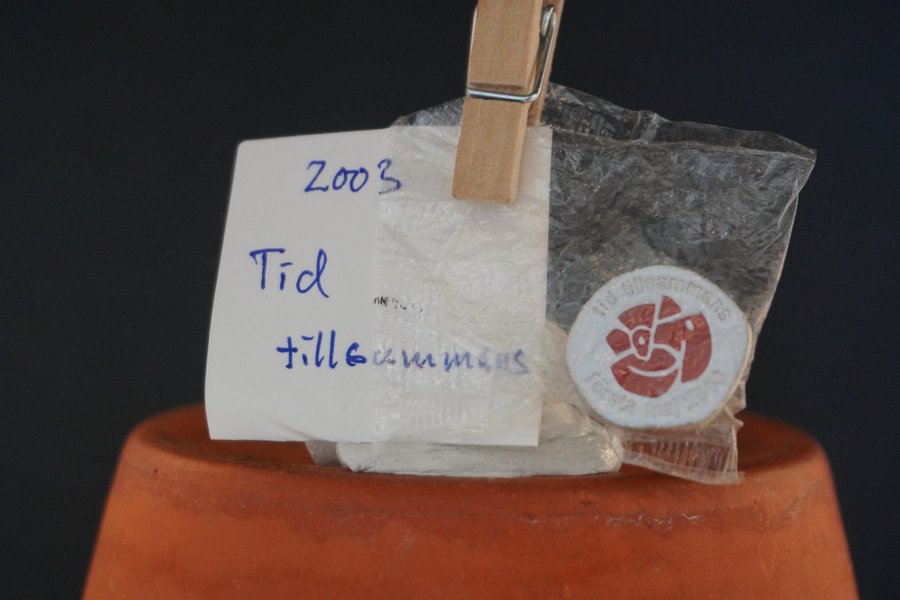 2003
Tid
tillsammans
tid tillsammans
första maj 2003